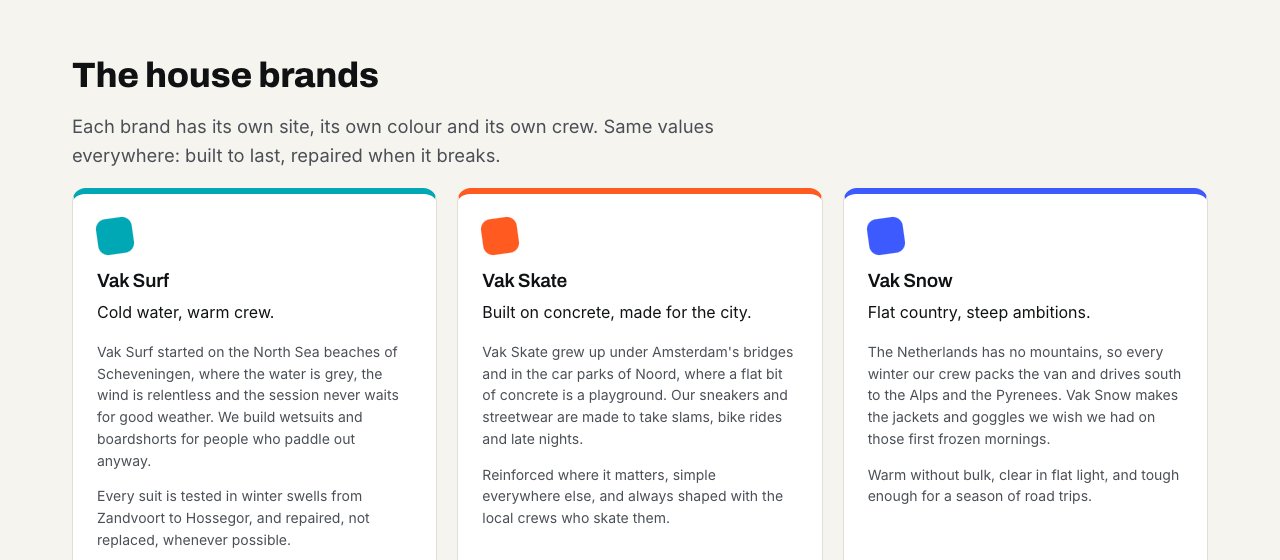 The house brands
Each brand has its own site, its own colour and its own crew. Same values
everywhere: built to last, repaired when it breaks.
Vak Surf
Cold water, warm crew.
Vak Surf started on the North Sea beaches of
Scheveningen, where the water is grey, the
wind is relentless and the session never waits
for good weather. We build wetsuits and
boardshorts for people who paddle out
anyway.
Every suit is tested in winter swells from
Zandvoort to Hossegor, and repaired, not
replaced, whenever possible.
Vak Skate
Built on concrete, made for the city.
Vak Skate grew up under Amsterdam's bridges
and in the car parks of Noord, where a flat bit
of concrete is a playground. Our sneakers and
streetwear are made to take slams, bike rides
and late nights.
Reinforced where it matters, simple
everywhere else, and always shaped with the
local crews who skate them.
Vak Snow
Flat country, steep ambitions.
The Netherlands has no mountains, so every
winter our crew packs the van and drives south
to the Alps and the Pyrenees. Vak Snow makes
the jackets and goggles we wish we had on
those first frozen mornings.
Warm without bulk, clear in flat light, and tough
enough for a season of road trips.